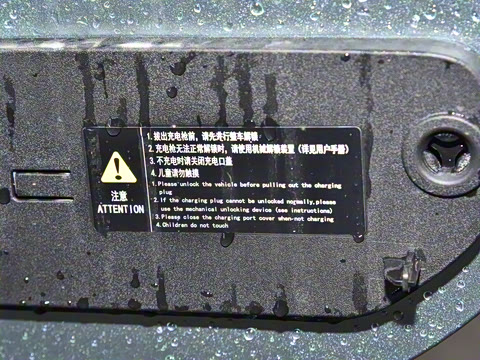 1.拔出充电枪前,请先进行整车解锁
2.充电枪无法正常解锁时,请使用机械解锁装置(详见用户手册)
3.不充电时请关闭充电口盖
4.儿童请勿触摸
1.Please unlock the vehicle before pulling out the charging
plug
2.If the charging plug cannot be unlocked normally,please
use the mechanical unlocking device (see instructions)
3.Please close the charging port cover when-not charging
4.Children do not touch
注意
ATTENTION